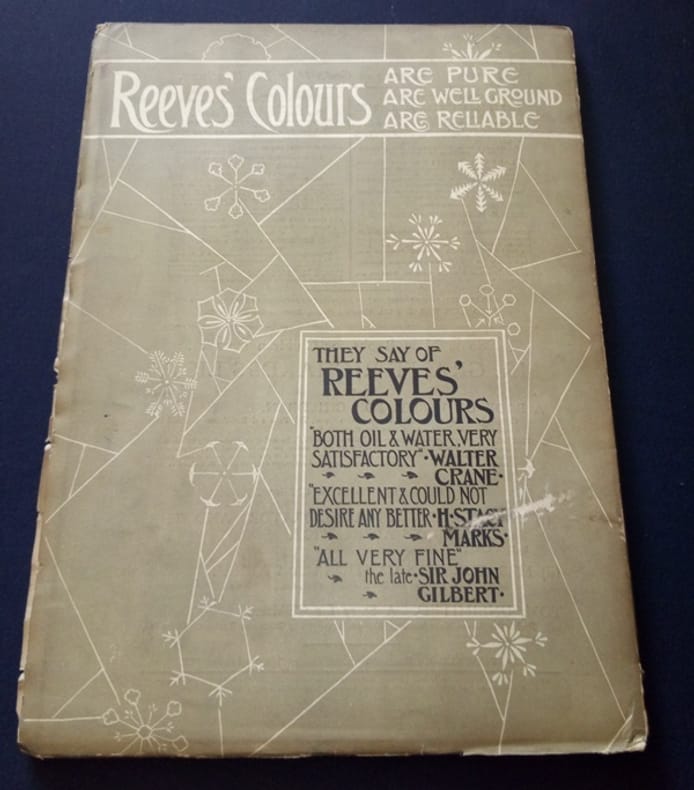 Reeves' Colours
ARE PURE
ARE WELL GROUND
ARE RELIABLE
THEY SAY OF
REEVES'
COLOURS
"BOTH OIL & WATER, VERY
SATISFACTORY"·WALTER
CRANE·
"EXCELLENT & COULD NOT
DESIRE ANY BETTER·H·STACY
MARKS·
"ALL VERY FINE"
the late·SIR JOHN
GILBERT·